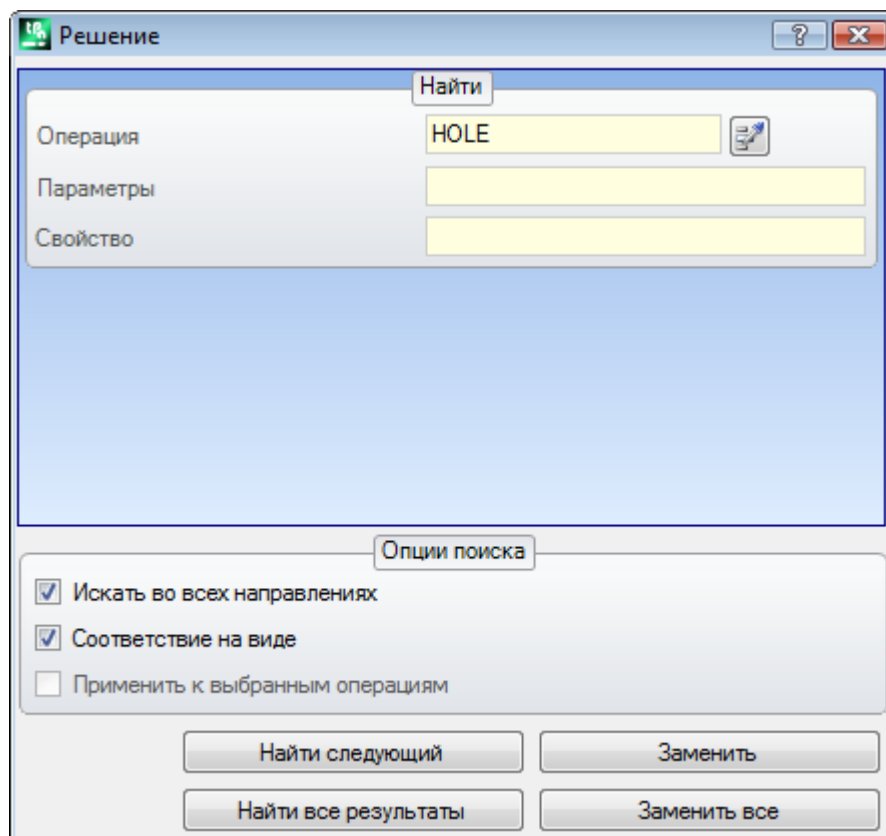 Решение
Найти
Операция HOLE
Параметры
Свойство
Опции поиска
Искать во всех направлениях
Соответствие на виде
Применить к выбранным операциям
Найти следующий Заменить
Найти все результаты Заменить все